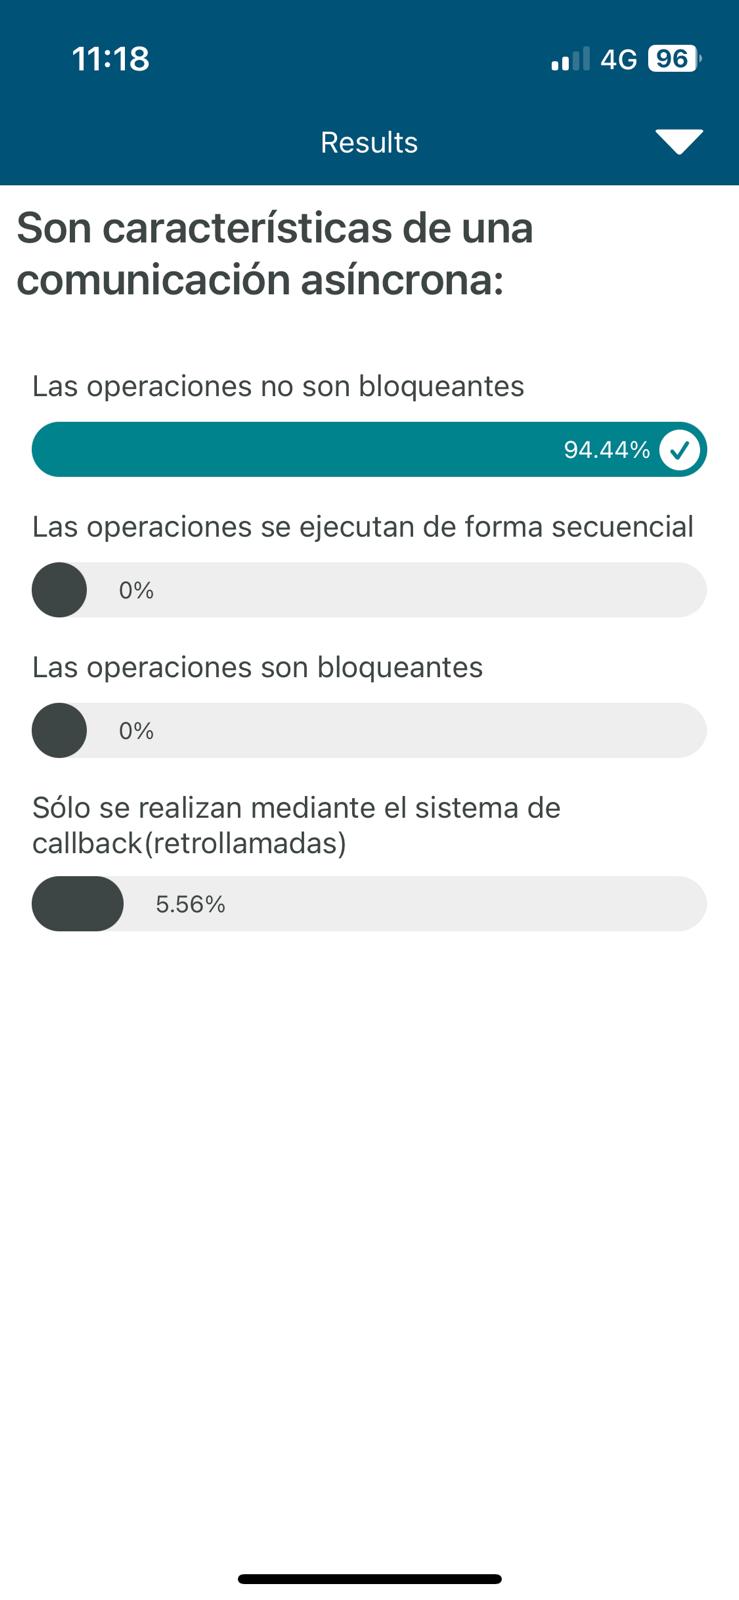 11:18
4G 96
Results
Son características de una
comunicación asíncrona:
Las operaciones no son bloqueantes
94.44%
Las operaciones se ejecutan de forma secuencial
0%
Las operaciones son bloqueantes
0%
Sólo se realizan mediante el sistema de
callback(retrollamadas)
5.56%